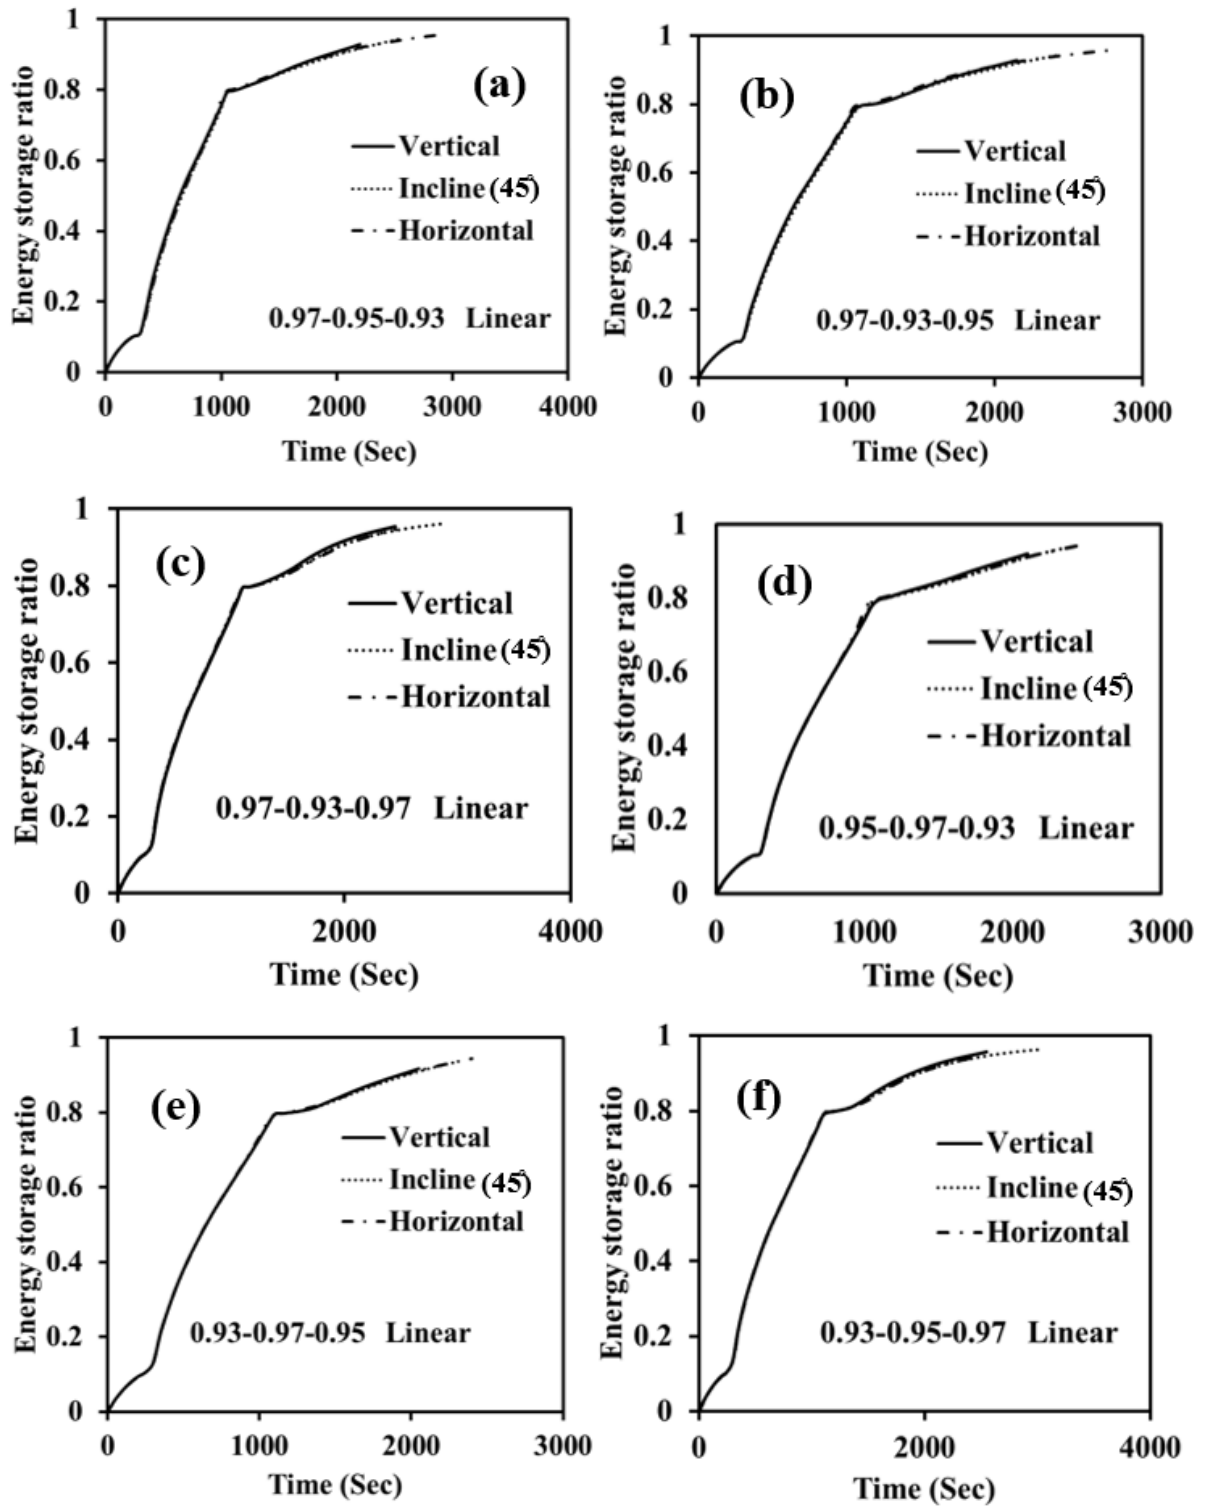 1
0.8
0.6
0.4
0.2
0
Energy storage ratio
(a)
Vertical
Incline (45°)
Horizontal
0.97-0.95-0.93 Linear
0 1000 2000 3000 4000
Time (Sec)
1
0.8
0.6
0.4
0.2
0
Energy storage ratio
(b)
Vertical
Incline (45°)
Horizontal
0.97-0.93-0.95 Linear
0 1000 2000 3000
Time (Sec)
1
0.8
0.6
0.4
0.2
0
Energy storage ratio
(c)
Vertical
Incline (45°)
Horizontal
0.97-0.93-0.97 Linear
0 2000 4000
Time (Sec)
1
0.8
0.6
0.4
0.2
0
Energy storage ratio
(d)
Vertical
Incline (45°)
Horizontal
0.95-0.97-0.93 Linear
0 1000 2000 3000
Time (Sec)
1
0.8
0.6
0.4
0.2
0
Energy storage ratio
(e)
Vertical
Incline (45°)
Horizontal
0.93-0.97-0.95 Linear
0 1000 2000 3000
Time (Sec)
1
0.8
0.6
0.4
0.2
0
Energy storage ratio
(f)
Vertical
Incline (45°)
Horizontal
0.93-0.95-0.97 Linear
0 2000 4000
Time (Sec)